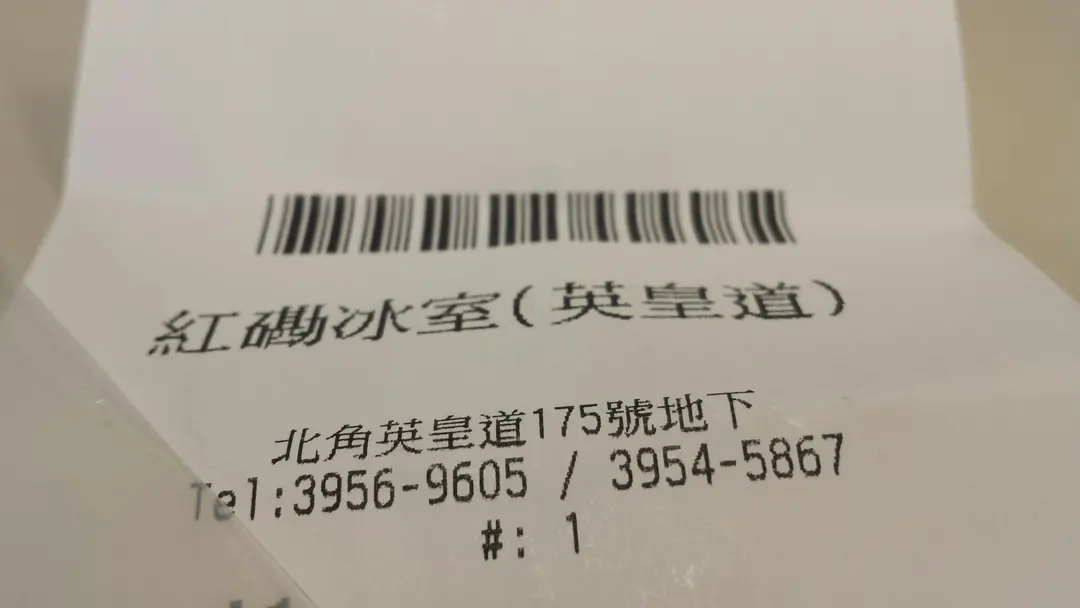 紅磡冰室(英皇道)
北角英皇道175號地下
Tel:3956-9605 / 3954-5867
#: 1